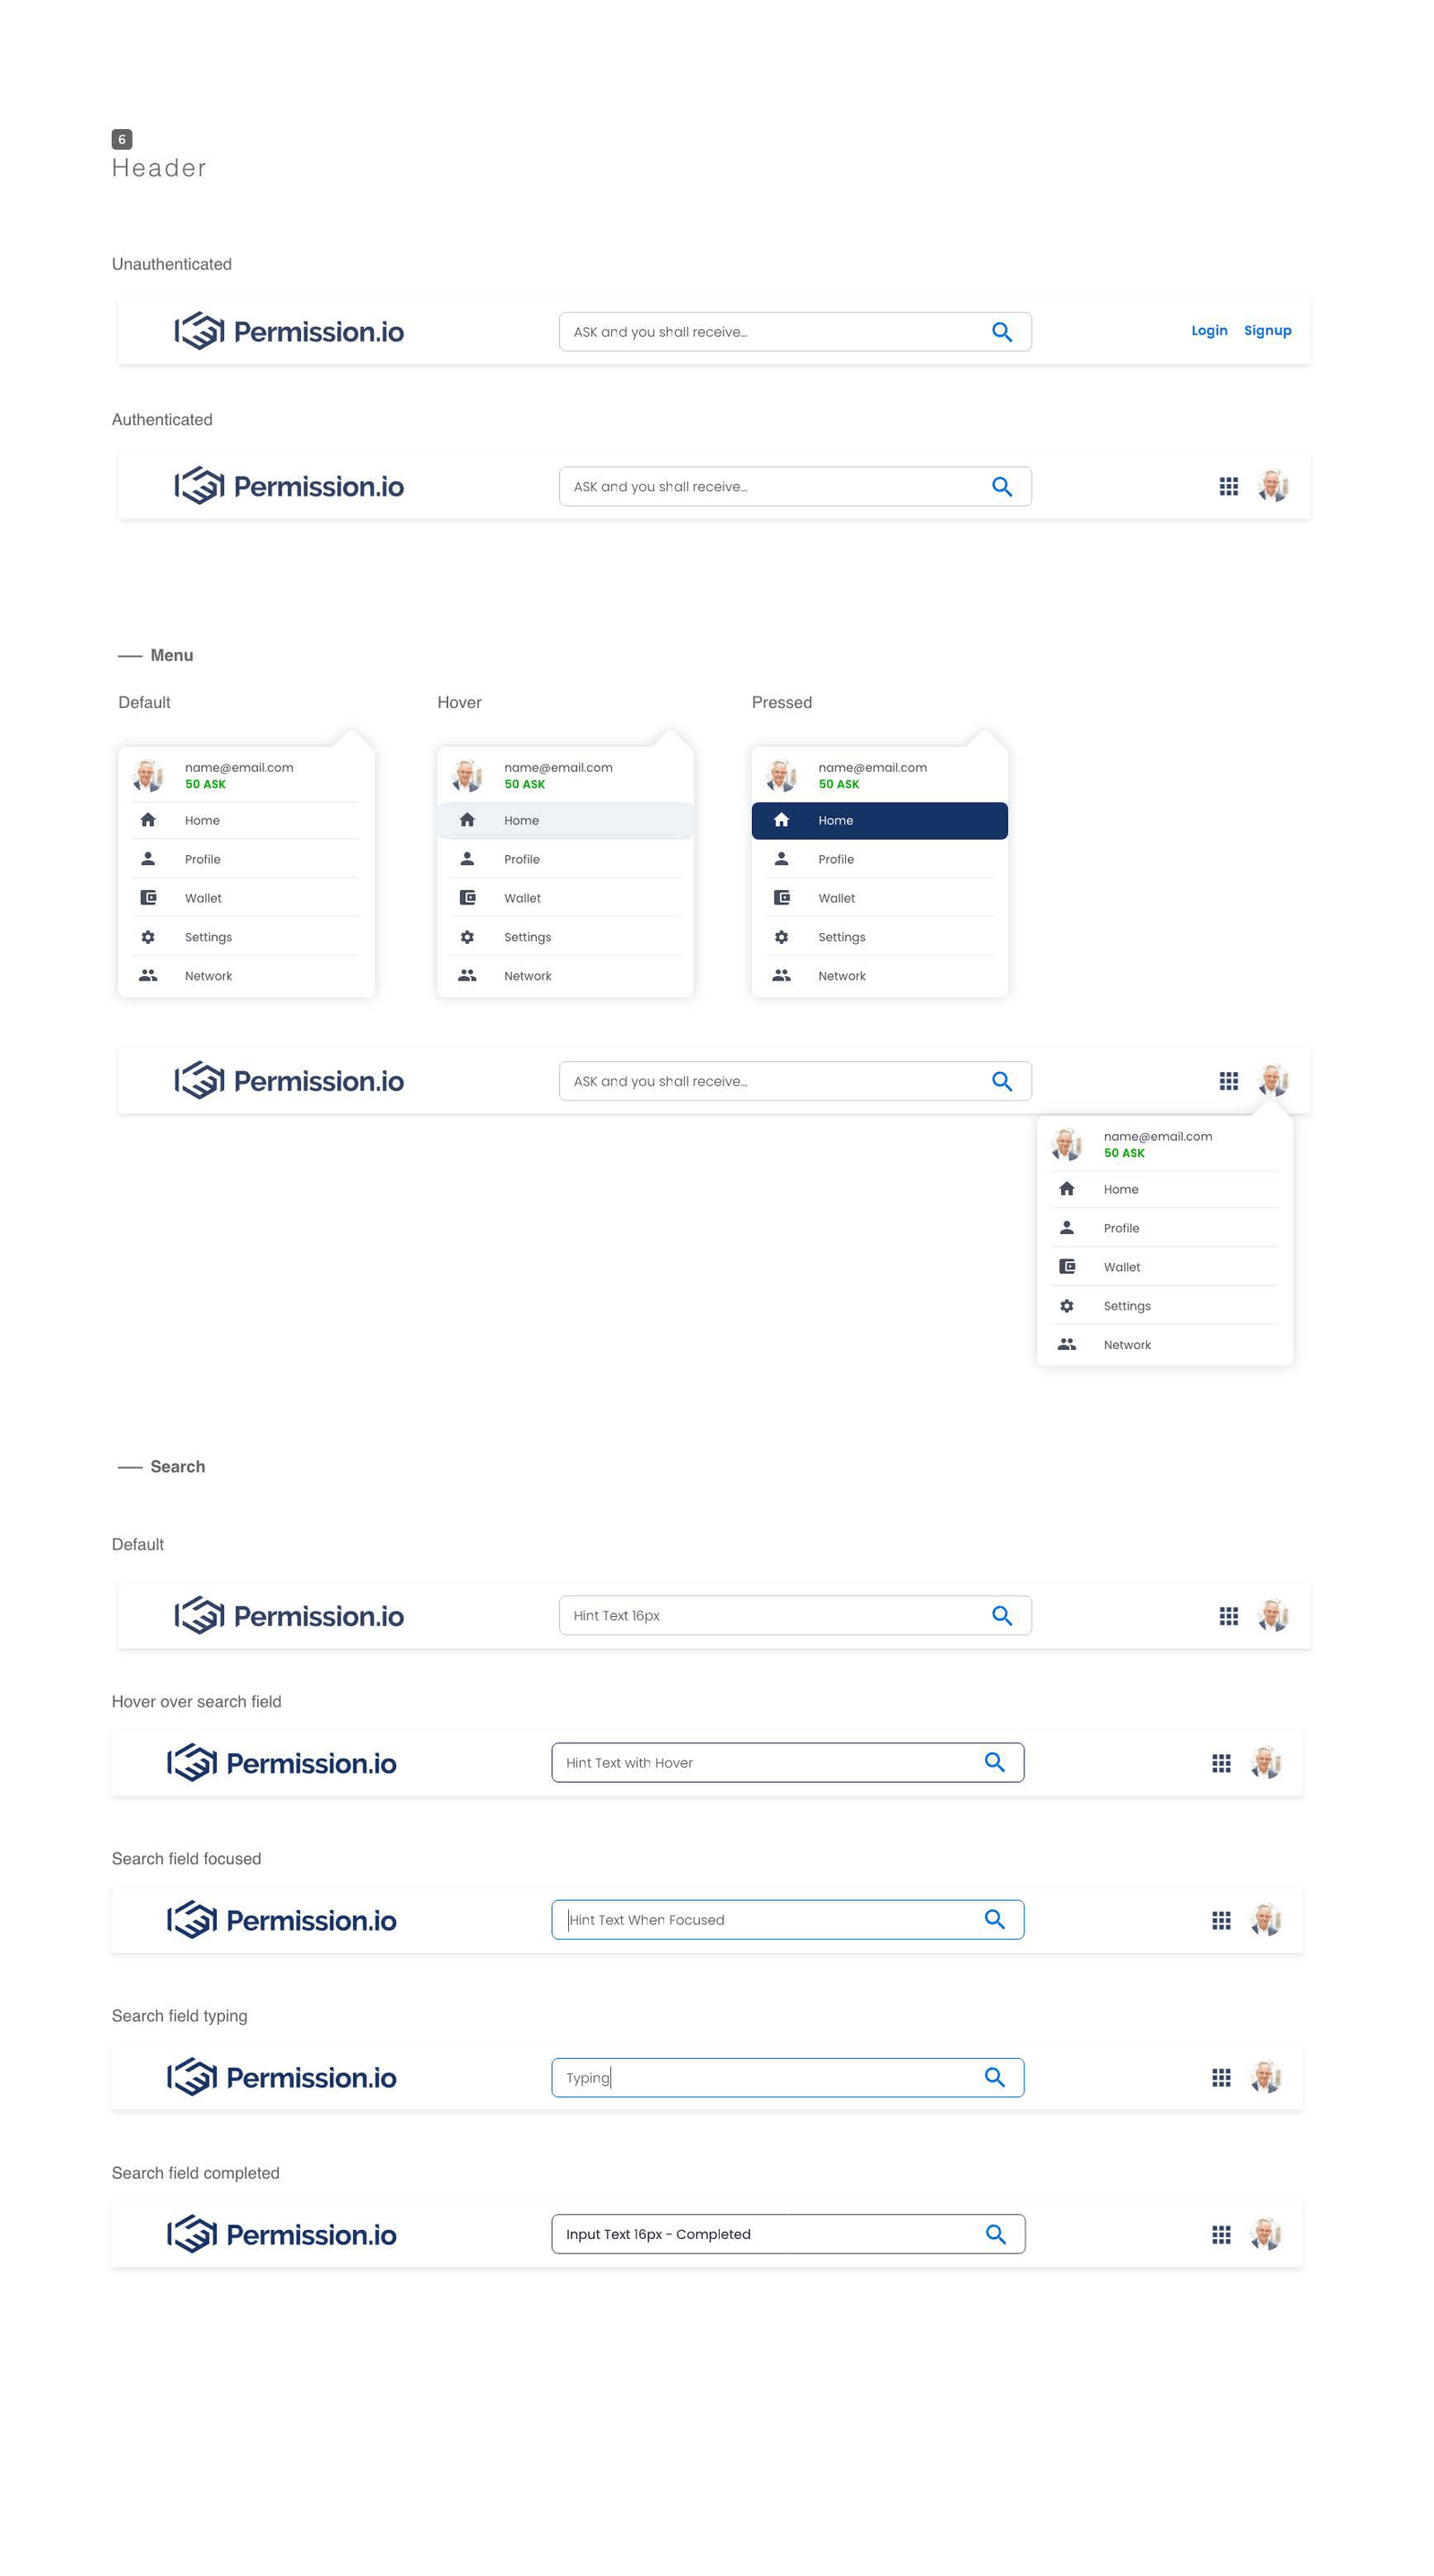 6
Header
Unauthenticated
Permission.io
ASK and you shall receive...
Login Signup
Authenticated
Permission.io
ASK and you shall receive...
— Menu
Default
Hover
Pressed
name@email.com
50 ASK
Home
Profile
Wallet
Settings
Network
name@email.com
50 ASK
Home
Profile
Wallet
Settings
Network
name@email.com
50 ASK
Home
Profile
Wallet
Settings
Network
Permission.io
ASK and you shall receive...
name@email.com
50 ASK
Home
Profile
Wallet
Settings
Network
— Search
Default
Permission.io
Hint Text 16px
Hover over search field
Permission.io
Hint Text with Hover
Search field focused
Permission.io
Hint Text When Focused
Search field typing
Permission.io
Typing
Search field completed
Permission.io
Input Text 16px - Completed